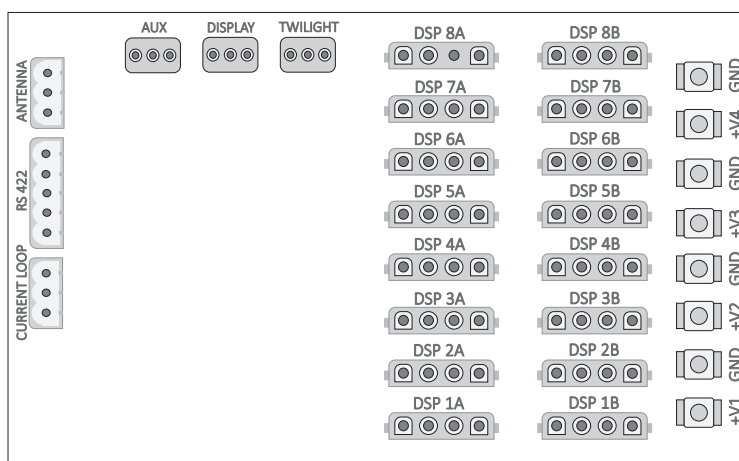 AUX DISPLAY TWILIGHT
ANTENNA
RS 422
CURRENT LOOP
DSP 8A DSP 8B
DSP 7A DSP 7B
DSP 6A DSP 6B
DSP 5A DSP 5B
DSP 4A DSP 4B
DSP 3A DSP 3B
DSP 2A DSP 2B
DSP 1A DSP 1B
GND
+V4
GND
+V3
GND
+V2
GND
+V1